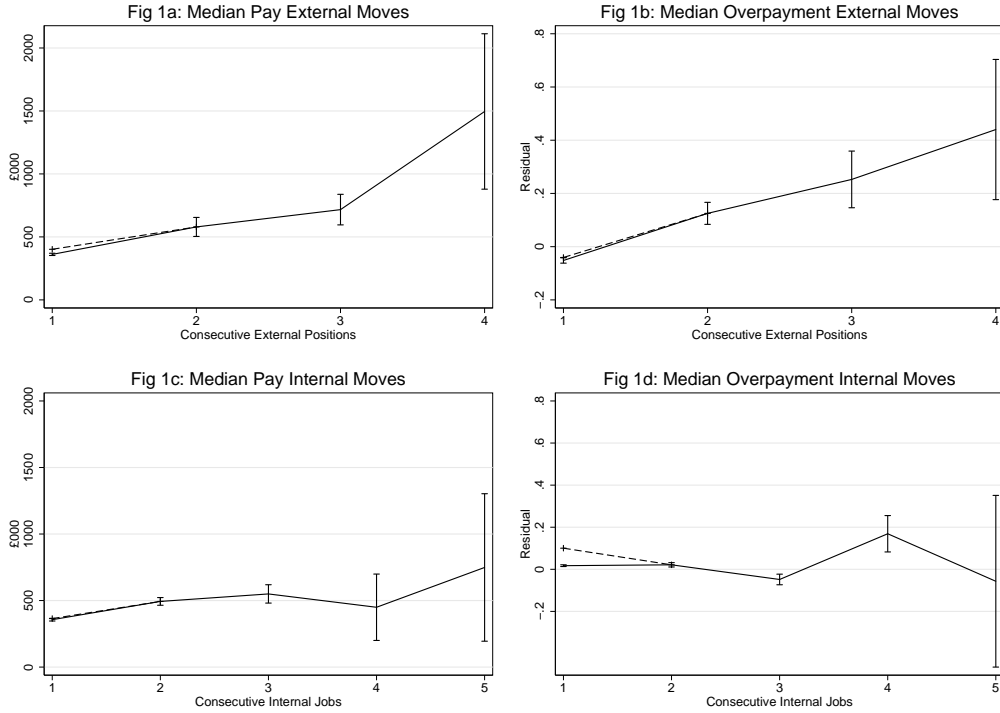 Fig 1a: Median Pay External Moves
£000
2000
1500
1000
500
0
1 2 3 4
Consecutive External Positions
Fig 1b: Median Overpayment External Moves
Residual
.8
.6
.4
.2
0
-.2
1 2 3 4
Consecutive External Positions
Fig 1c: Median Pay Internal Moves
£000
2000
1500
1000
500
0
1 2 3 4 5
Consecutive Internal Jobs
Fig 1d: Median Overpayment Internal Moves
Residual
.8
.6
.4
.2
0
-.2
1 2 3 4 5
Consecutive Internal Jobs